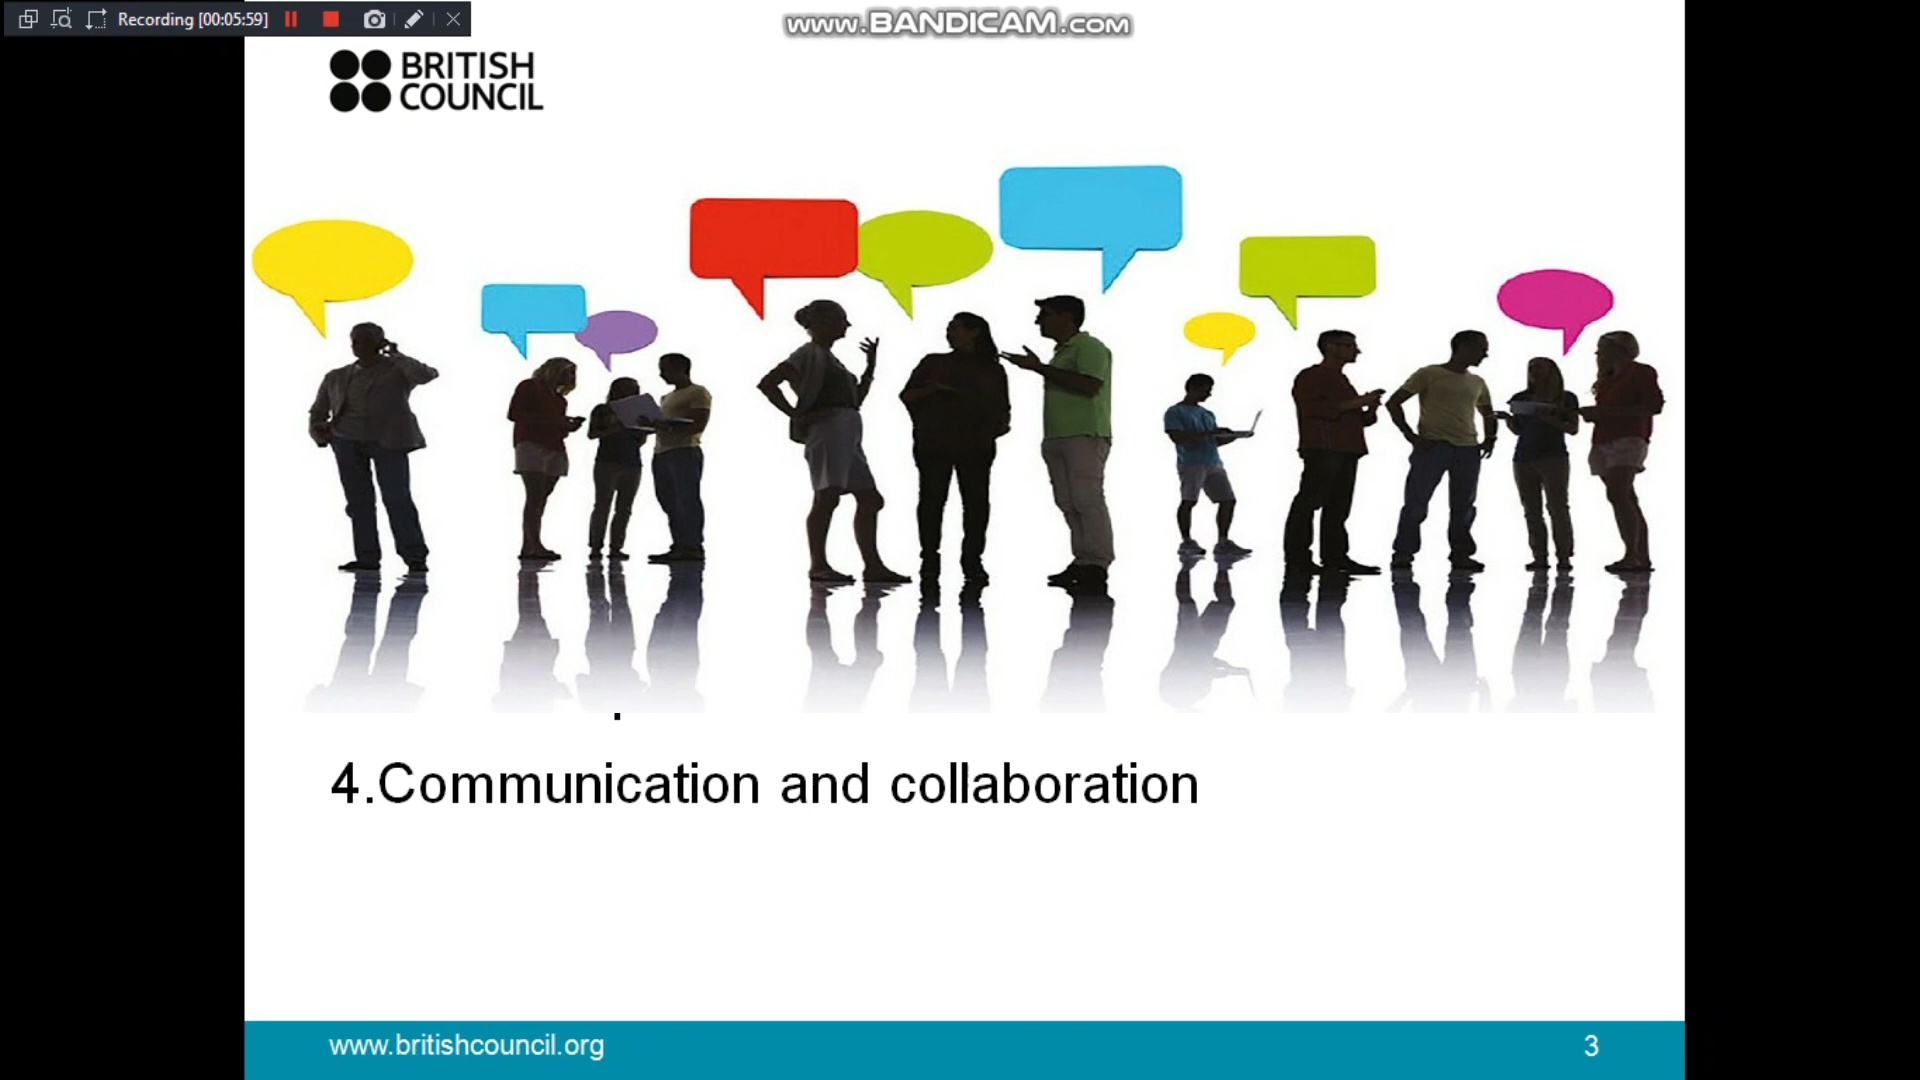 Recording [00:05:59]
www.BANDICAM.com
BRITISH
COUNCIL
4.Communication and collaboration
www.britishcouncil.org
3